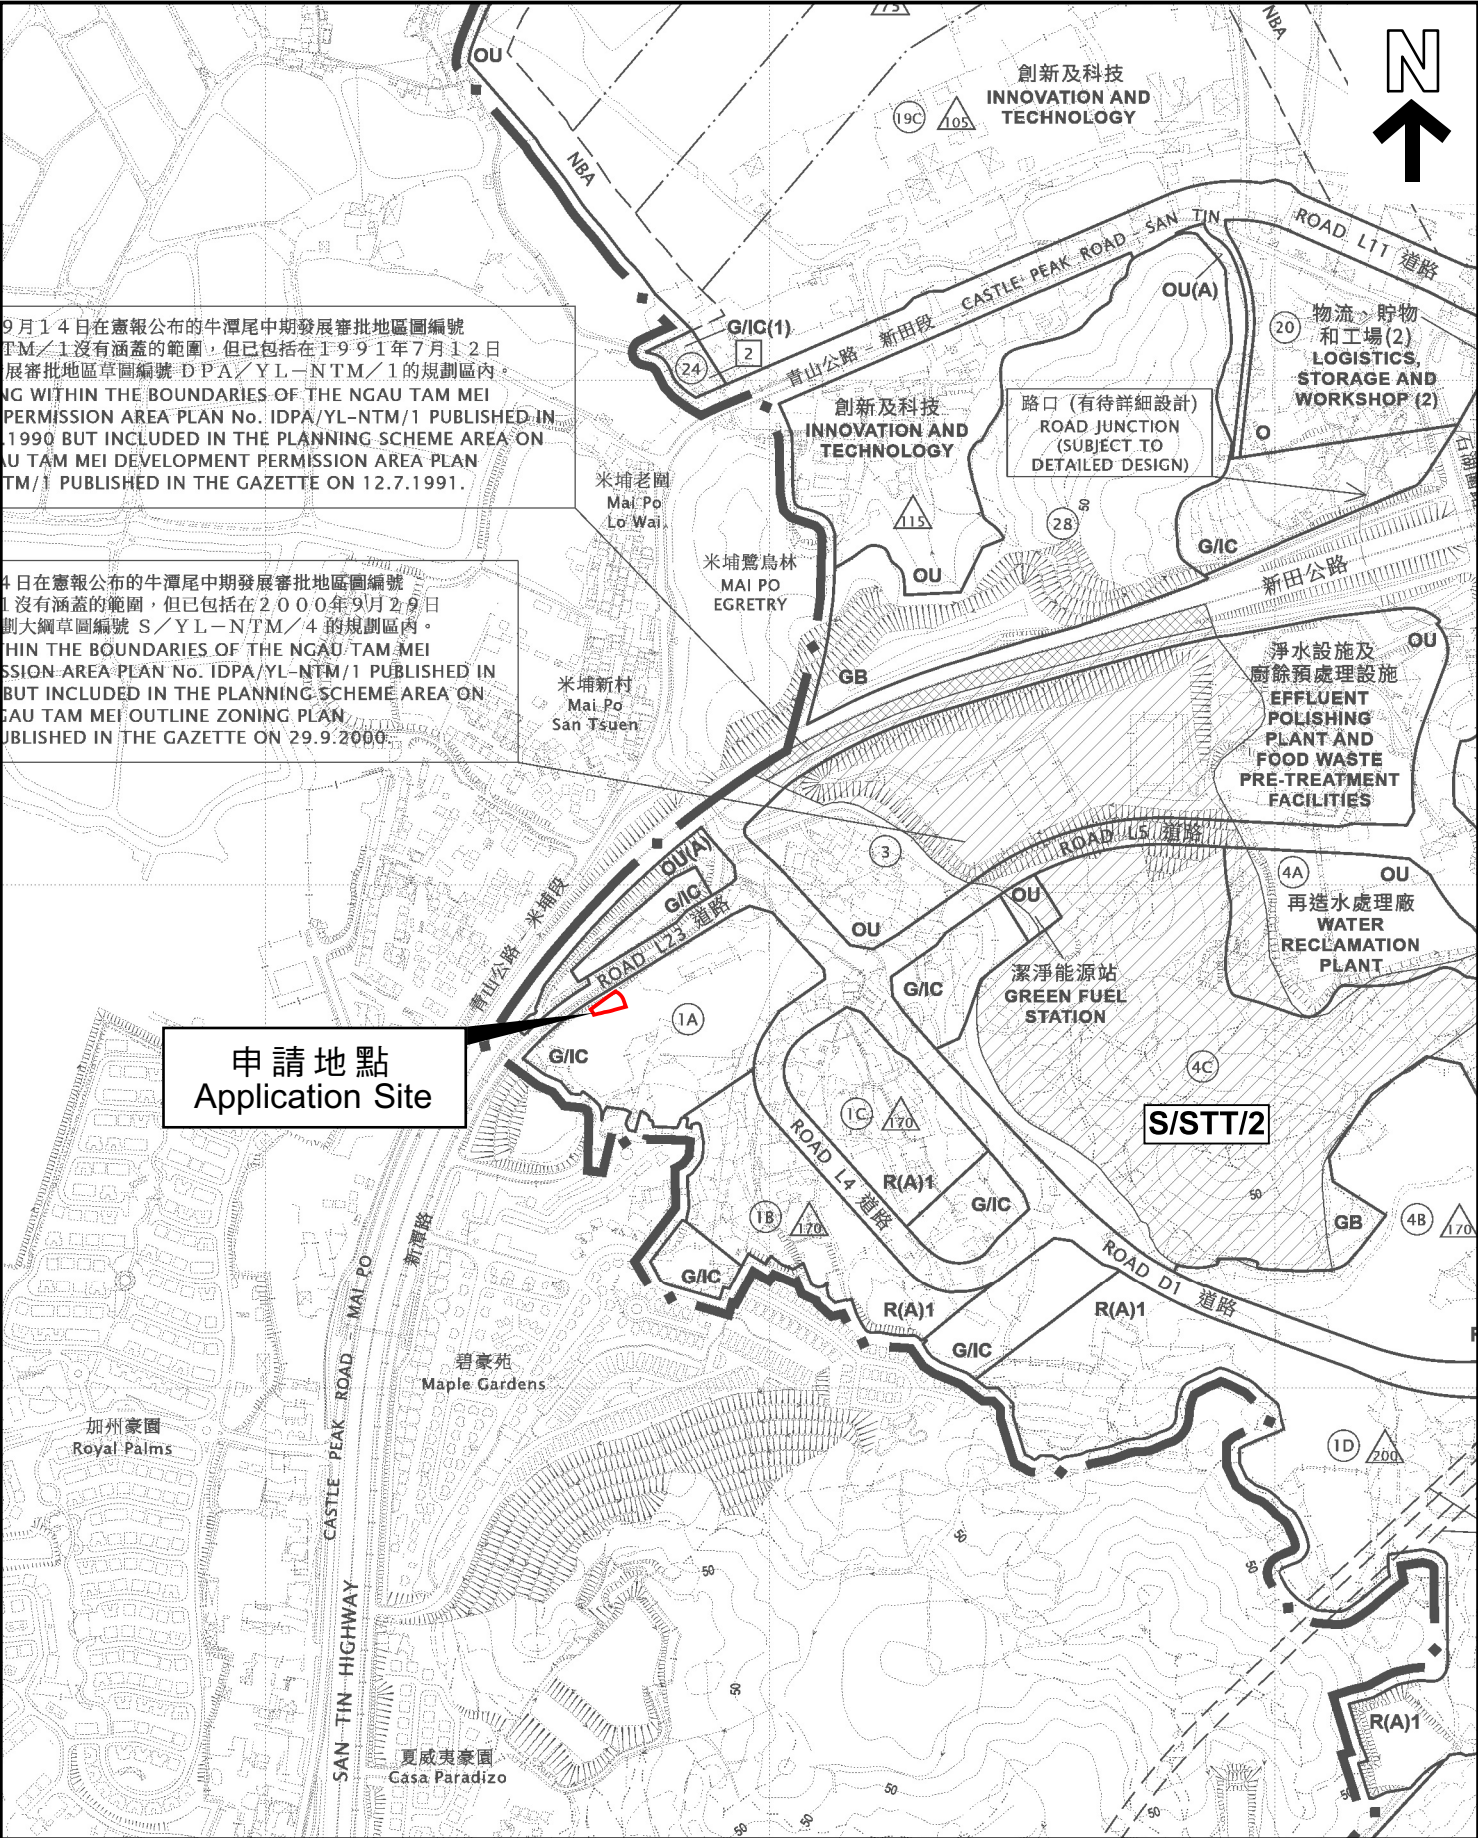 OU
NBA
75
NBA
N
創新及科技
INNOVATION AND
TECHNOLOGY
19C
105
ROAD L11 道路
青山公路 - 新田段 CASTLE PEAK ROAD - SAN TIN
OU(A)
G/IC(1)
2
24
20
物流、貯物
和工場(2)
LOGISTICS,
STORAGE AND
WORKSHOP (2)
O
9月14日在憲報公布的牛潭尾中期發展審批地區圖編號
TM／1沒有涵蓋的範圍，但已包括在1991年7月12日
展審批地區草圖編號 DPA／YL－NTM／1的規劃區內。
NG WITHIN THE BOUNDARIES OF THE NGAU TAM MEI
PERMISSION AREA PLAN No. IDPA/YL-NTM/1 PUBLISHED IN
.1990 BUT INCLUDED IN THE PLANNING SCHEME AREA ON
AU TAM MEI DEVELOPMENT PERMISSION AREA PLAN
TM/1 PUBLISHED IN THE GAZETTE ON 12.7.1991.
創新及科技
INNOVATION AND
TECHNOLOGY
115
OU
路口 (有待詳細設計)
ROAD JUNCTION
(SUBJECT TO
DETAILED DESIGN)
50
28
G/IC
新田公路
米埔老圍
Mai Po
Lo Wai
米埔鷺鳥林
MAI PO
EGRETRY
GB
4日在憲報公布的牛潭尾中期發展審批地區圖編號
1沒有涵蓋的範圍，但已包括在2000年9月29日
劃大綱草圖編號 S／YL－NTM／4的規劃區內。
THIN THE BOUNDARIES OF THE NGAU TAM MEI
SSION AREA PLAN No. IDPA/YL-NTM/1 PUBLISHED IN
BUT INCLUDED IN THE PLANNING SCHEME AREA ON
GAU TAM MEI OUTLINE ZONING PLAN
UBLISHED IN THE GAZETTE ON 29.9.2000.
米埔新村
Mai Po
San Tsuen
OU
淨水設施及
廚餘預處理設施
EFFLUENT
POLISHING
PLANT AND
FOOD WASTE
PRE-TREATMENT
FACILITIES
ROAD L5 道路
3
OU
OU
潔淨能源站
GREEN FUEL
STATION
4A
OU
再造水處理廠
WATER
RECLAMATION
PLANT
OU(A)
G/IC
ROAD L23 道路
青山公路 - 米埔段
G/IC
1A
G/IC
申請地點
Application Site
4C
S/STT/2
50
GB
4B
170
1C
170
ROAD L4 道路
R(A)1
G/IC
1B
170
G/IC
R(A)1
G/IC
R(A)1
ROAD D1 道路
新潭路
CASTLE PEAK ROAD - MAI PO
SAN TIN HIGHWAY
碧豪苑
Maple Gardens
加州豪園
Royal Palms
1D
200
50
50
50
50
R(A)1
夏威夷豪園
Casa Paradizo
50
50
50
50
50